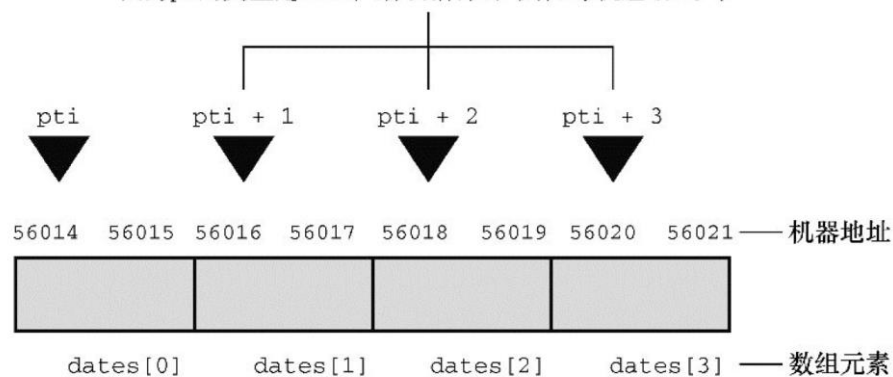 pti pti + 1 pti + 2 pti + 3
56014 56015 56016 56017 56018 56019 56020 56021 机器地址
dates[0] dates[1] dates[2] dates[3] 数组元素